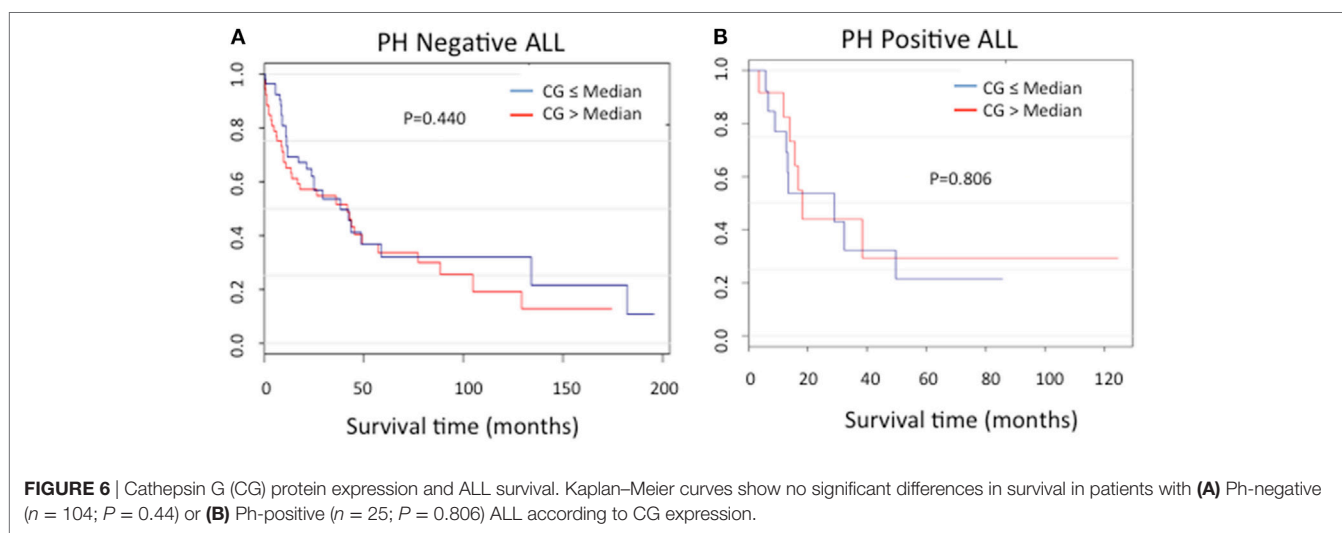 A
PH Negative ALL
1.0
0.8
0.6
0.4
0.2
0.0
CG ≤ Median
CG > Median
P=0.440
0 50 100 150 200
Survival time (months)
B
PH Positive ALL
1.0
0.8
0.6
0.4
0.2
0.0
CG ≤ Median
CG > Median
P=0.806
0 20 40 60 80 100 120
Survival time (months)
FIGURE 6 | Cathepsin G (CG) protein expression and ALL survival. Kaplan–Meier curves show no significant differences in survival in patients with (A) Ph-negative
(n = 104; P = 0.44) or (B) Ph-positive (n = 25; P = 0.806) ALL according to CG expression.